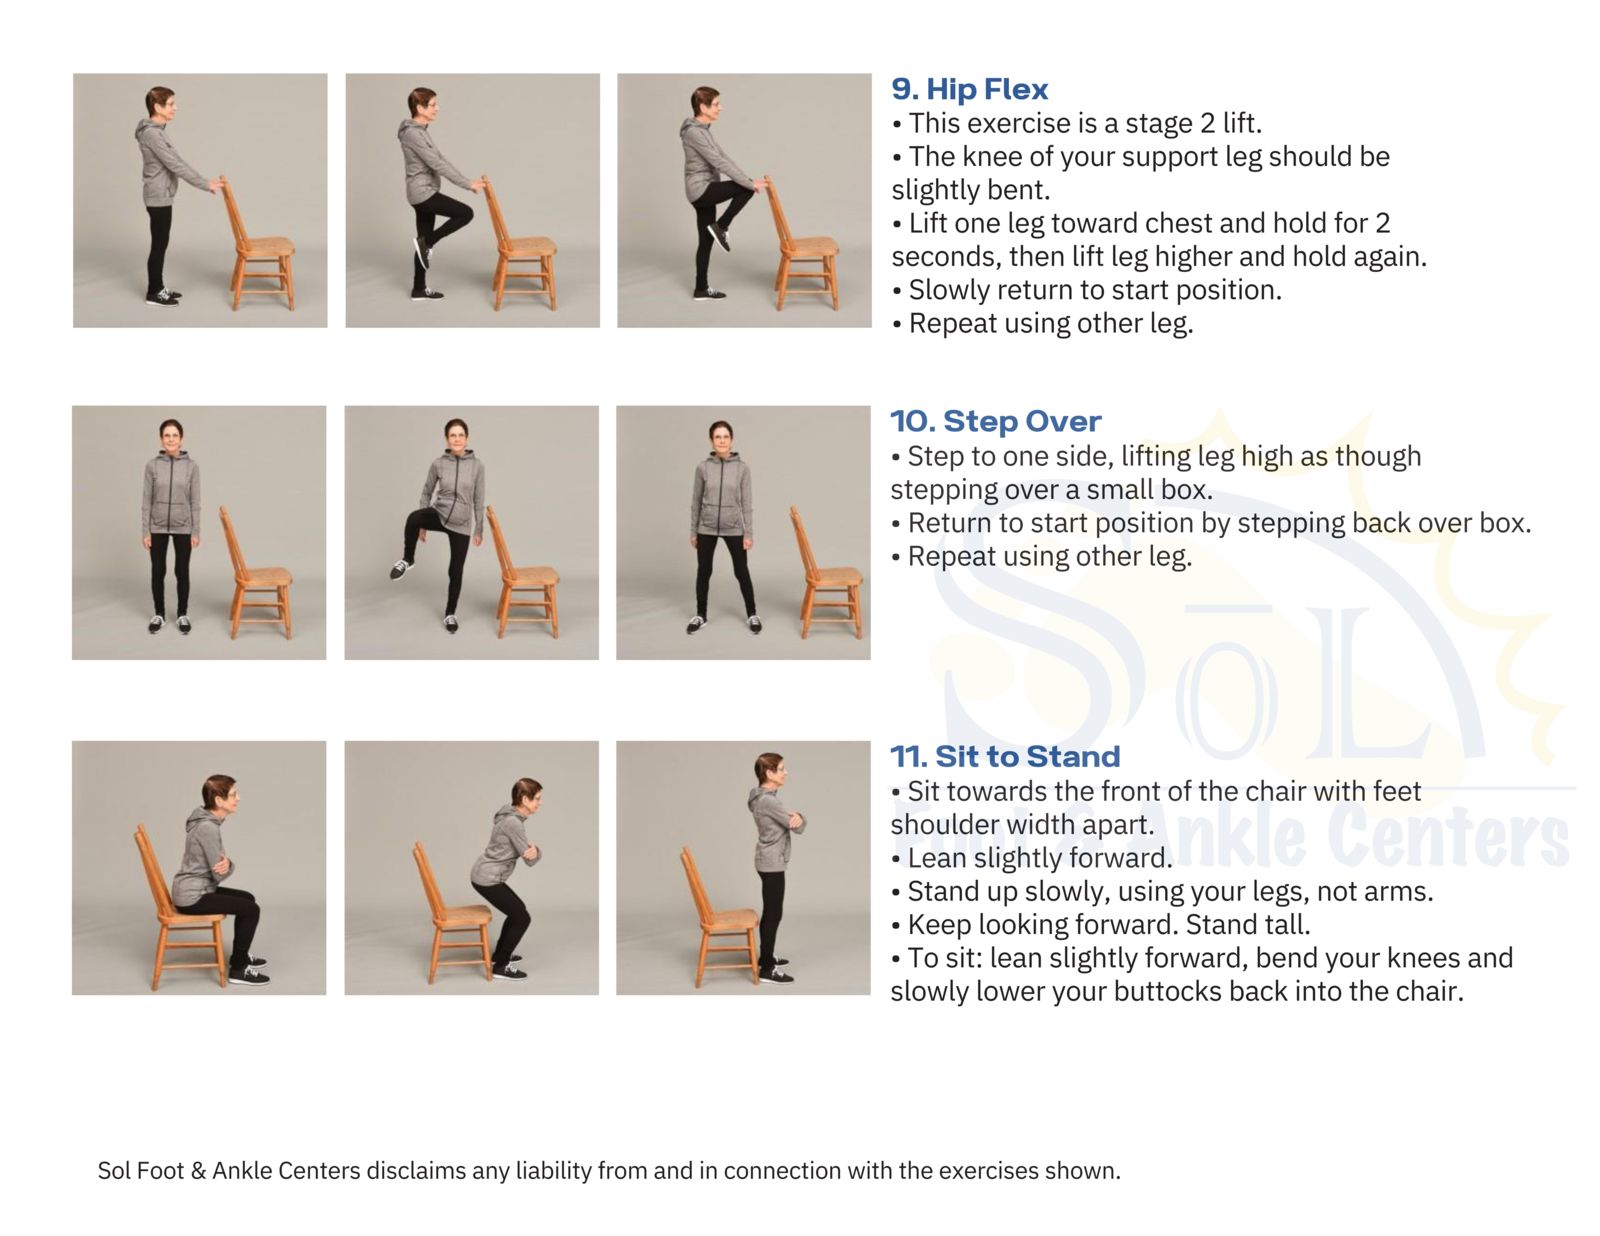 9. Hip Flex
• This exercise is a stage 2 lift.
• The knee of your support leg should be
slightly bent.
• Lift one leg toward chest and hold for 2
seconds, then lift leg higher and hold again.
• Slowly return to start position.
• Repeat using other leg.
10. Step Over
• Step to one side, lifting leg high as though
stepping over a small box.
• Return to start position by stepping back over box.
• Repeat using other leg.
SOL
Foot & Ankle Centers
11. Sit to Stand
• Sit towards the front of the chair with feet
shoulder width apart.
• Lean slightly forward.
• Stand up slowly, using your legs, not arms.
• Keep looking forward. Stand tall.
• To sit: lean slightly forward, bend your knees and
slowly lower your buttocks back into the chair.
Sol Foot & Ankle Centers disclaims any liability from and in connection with the exercises shown.